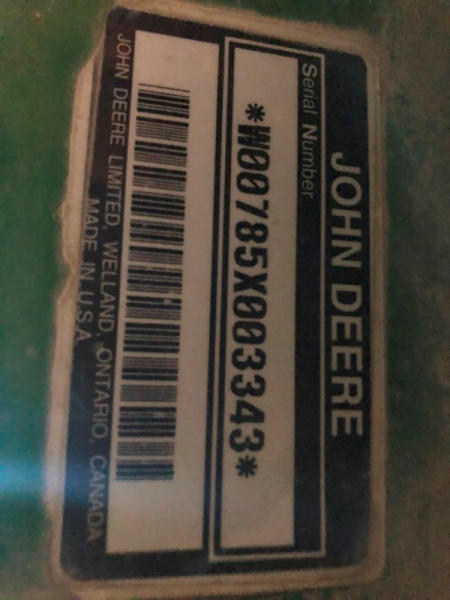 JOHN DEERE
Serial Number
*W00785X003343*
JOHN DEERE LIMITED, WELLAND, ONTARIO, CANADA
MADE IN U.S.A